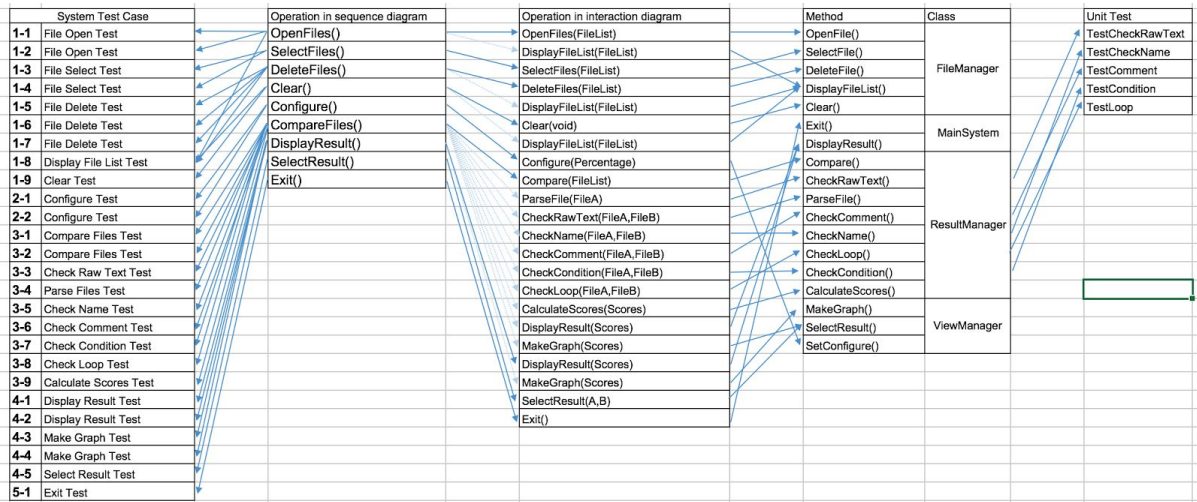 System Test Case Operation in sequence diagram Operation in interaction diagram Method Class Unit Test
1-1 File Open Test OpenFiles() OpenFiles(FileList) OpenFile() TestCheckRawText
1-2 File Open Test SelectFiles() DisplayFileList(FileList) SelectFile() TestCheckName
1-3 File Select Test DeleteFiles() SelectFiles(FileList) DeleteFile() FileManager TestComment
1-4 File Select Test Clear() DeleteFiles(FileList) DisplayFileList() TestCondition
1-5 File Delete Test Configure() DisplayFileList(FileList) Clear() TestLoop
1-6 File Delete Test CompareFiles() Clear(void) Exit() MainSystem
1-7 File Delete Test DisplayResult() DisplayFileList(FileList) DisplayResult()
1-8 Display File List Test SelectResult() Configure(Percentage) Compare()
1-9 Clear Test Exit() Compare(FileList) CheckRawText()
2-1 Configure Test ParseFile(FileA) ParseFile()
2-2 Configure Test CheckRawText(FileA,FileB) CheckComment() ResultManager
3-1 Compare Files Test CheckName(FileA,FileB) CheckName()
3-2 Compare Files Test CheckComment(FileA,FileB) CheckLoop()
3-3 Check Raw Text Test CheckCondition(FileA,FileB) CheckCondition()
3-4 Parse Files Test CheckLoop(FileA,FileB) CalculateScores()
3-5 Check Name Test CalculateScores(Scores) MakeGraph()
3-6 Check Comment Test DisplayResult(Scores) SelectResult() ViewManager
3-7 Check Condition Test MakeGraph(Scores) SetConfigure()
3-8 Check Loop Test DisplayResult(Scores)
3-9 Calculate Scores Test MakeGraph(Scores)
4-1 Display Result Test SelectResult(A,B)
4-2 Display Result Test Exit()
4-3 Make Graph Test
4-4 Make Graph Test
4-5 Select Result Test
5-1 Exit Test